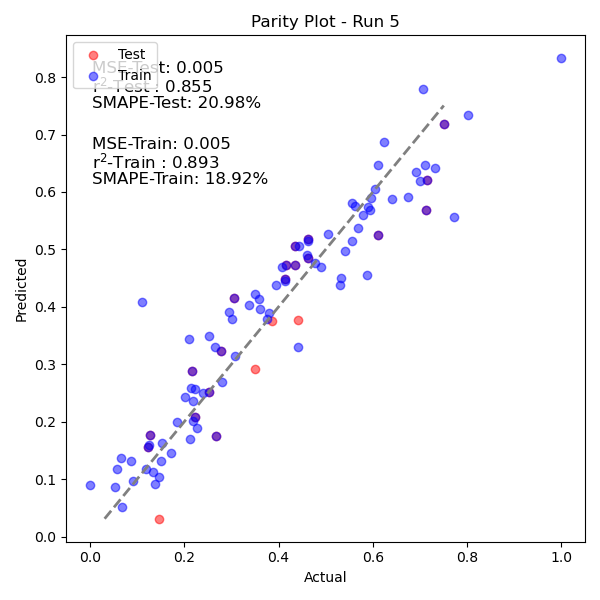 Parity Plot - Run 5
Test
Train
MSE-Test: 0.005
r²-Test : 0.855
SMAPE-Test: 20.98%
MSE-Train: 0.005
r²-Train : 0.893
SMAPE-Train: 18.92%
Predicted
0.8
0.7
0.6
0.5
0.4
0.3
0.2
0.1
0.0
0.0 0.2 0.4 0.6 0.8 1.0
Actual